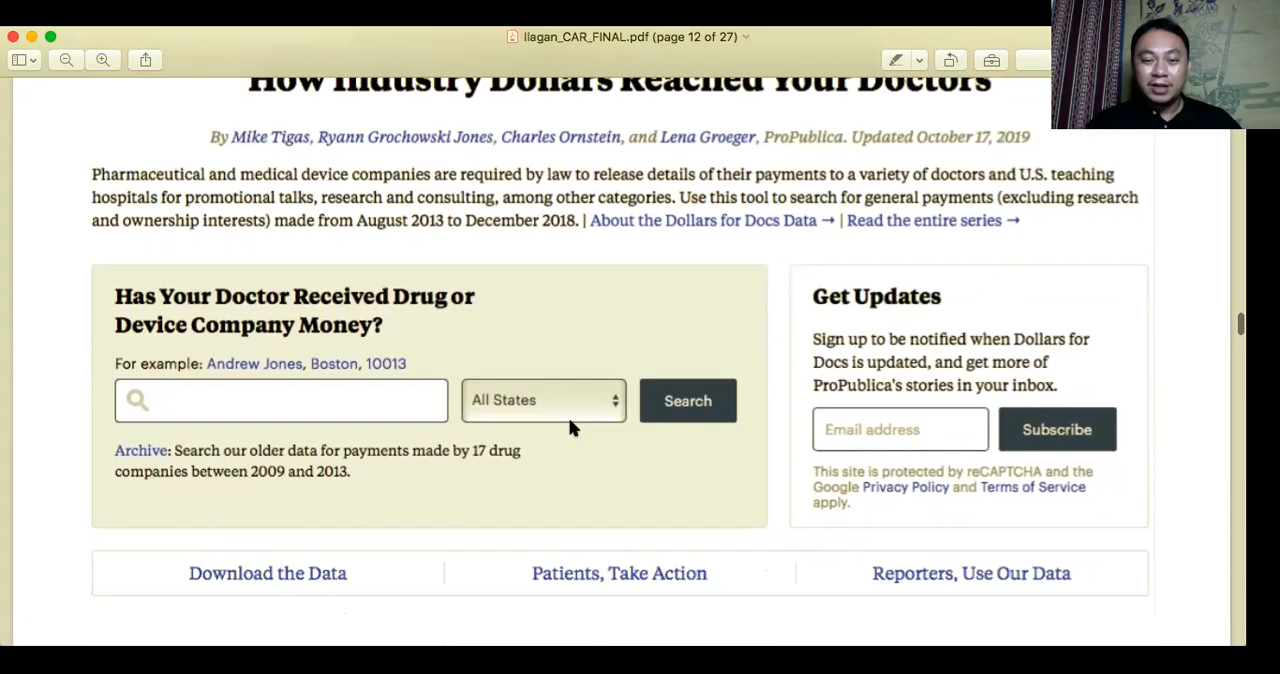 Ilagan_CAR_FINAL.pdf (page 12 of 27)
How Industry Dollars Reached Your Doctors
By Mike Tigas, Ryann Grochowski Jones, Charles Ornstein, and Lena Groeger, ProPublica. Updated October 17, 2019
Pharmaceutical and medical device companies are required by law to release details of their payments to a variety of doctors and U.S. teaching
hospitals for promotional talks, research and consulting, among other categories. Use this tool to search for general payments (excluding research
and ownership interests) made from August 2013 to December 2018. | About the Dollars for Docs Data → | Read the entire series →
Has Your Doctor Received Drug or
Device Company Money?
For example: Andrew Jones, Boston, 10013
All States
Search
Archive: Search our older data for payments made by 17 drug
companies between 2009 and 2013.
Get Updates
Sign up to be notified when Dollars for
Docs is updated, and get more of
ProPublica's stories in your inbox.
Email address
Subscribe
This site is protected by reCAPTCHA and the
Google Privacy Policy and Terms of Service
apply.
Download the Data
Patients, Take Action
Reporters, Use Our Data